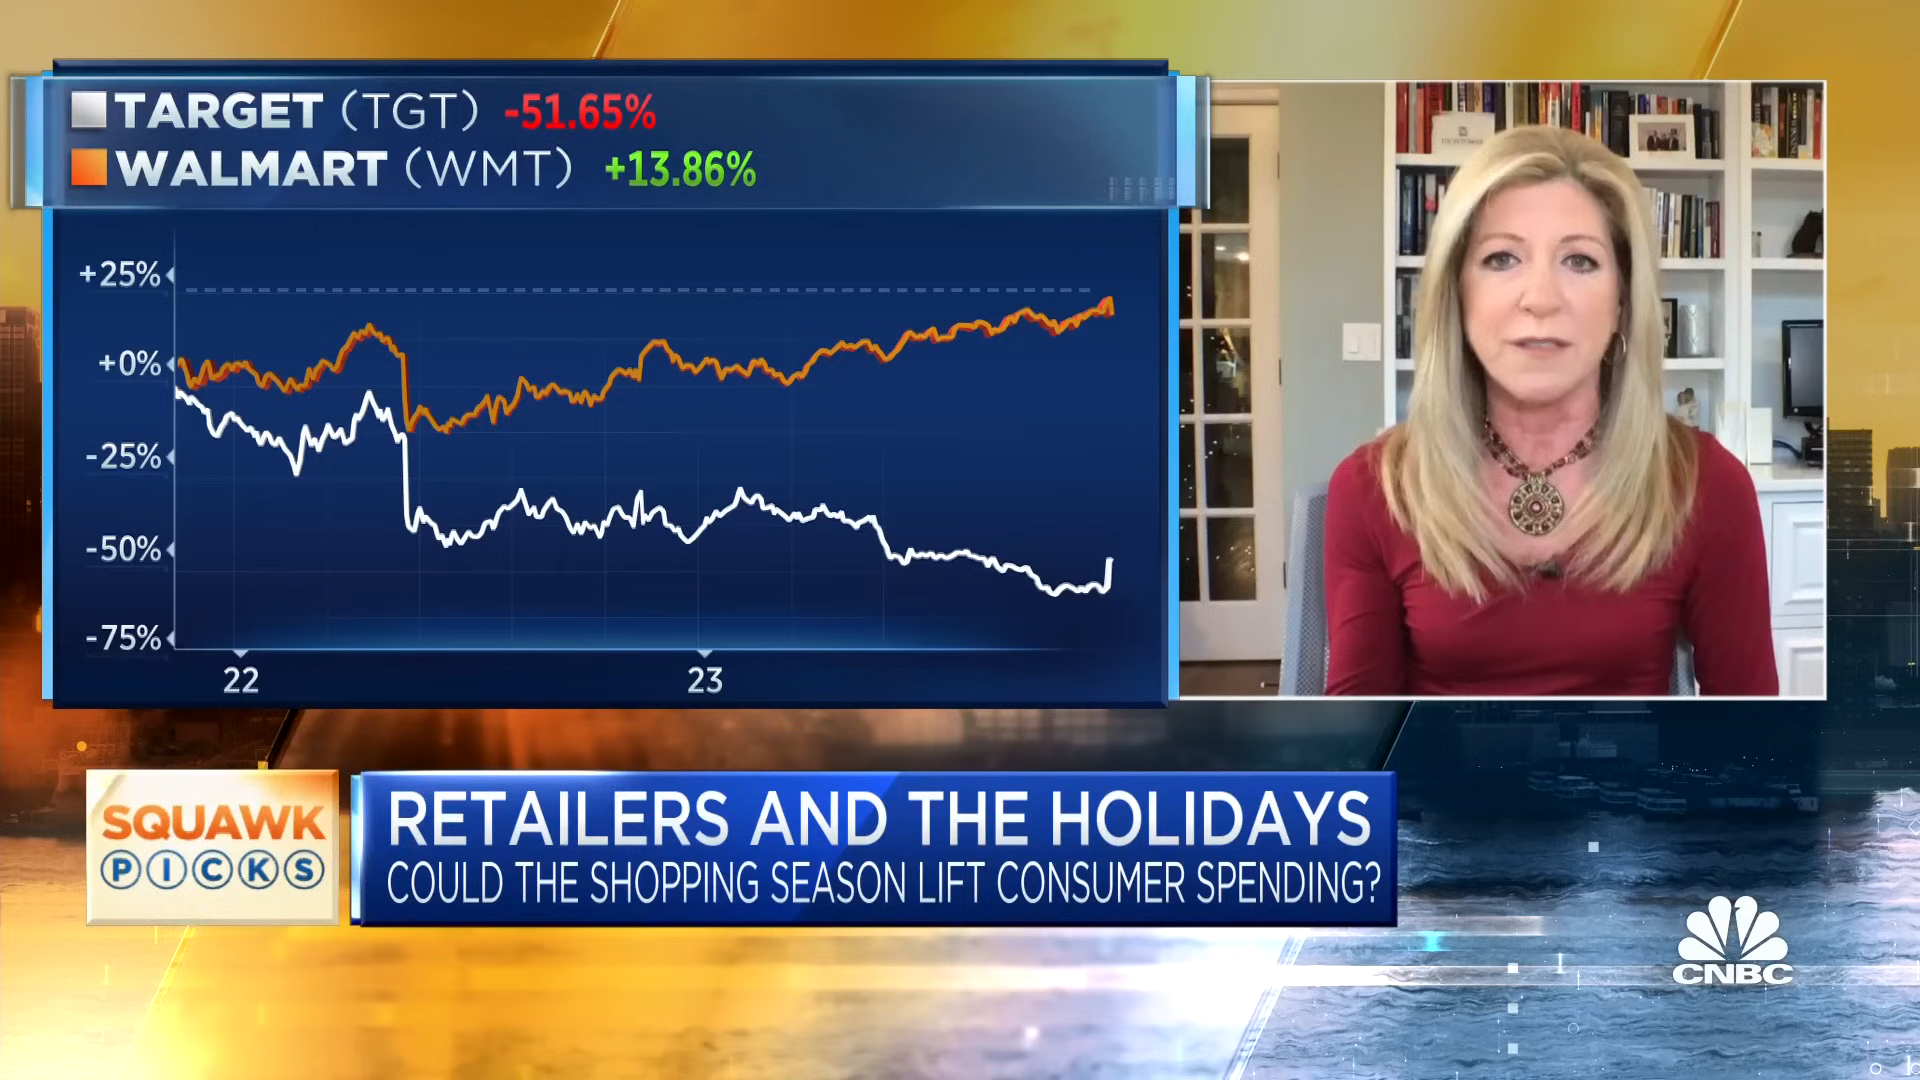 TARGET (TGT) -51.65%
WALMART (WMT) +13.86%
+25%
+0%
-25%
-50%
-75%
22
23
SQUAWK
PICKS
RETAILERS AND THE HOLIDAYS
COULD THE SHOPPING SEASON LIFT CONSUMER SPENDING?
CNBC